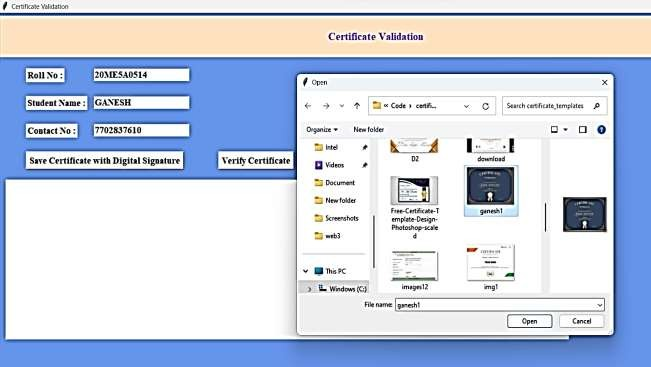 Certificate Validation
Certificate Validation
Roll No :
20ME5A0514
Student Name :
GANESH
Contact No :
7702837610
Save Certificate with Digital Signature
Verify Certificate
Open
« Code › certifi...
Search certificate_templates
Organize
New folder
Intel
Videos
Document
New folder
Screenshots
web3
This PC
Windows (C:)
D2
download
Free-Certificate-T
emplate-Design-
Photoshop-scale
d
ganesh1
images12
img1
File name:
ganesh1
Open
Cancel